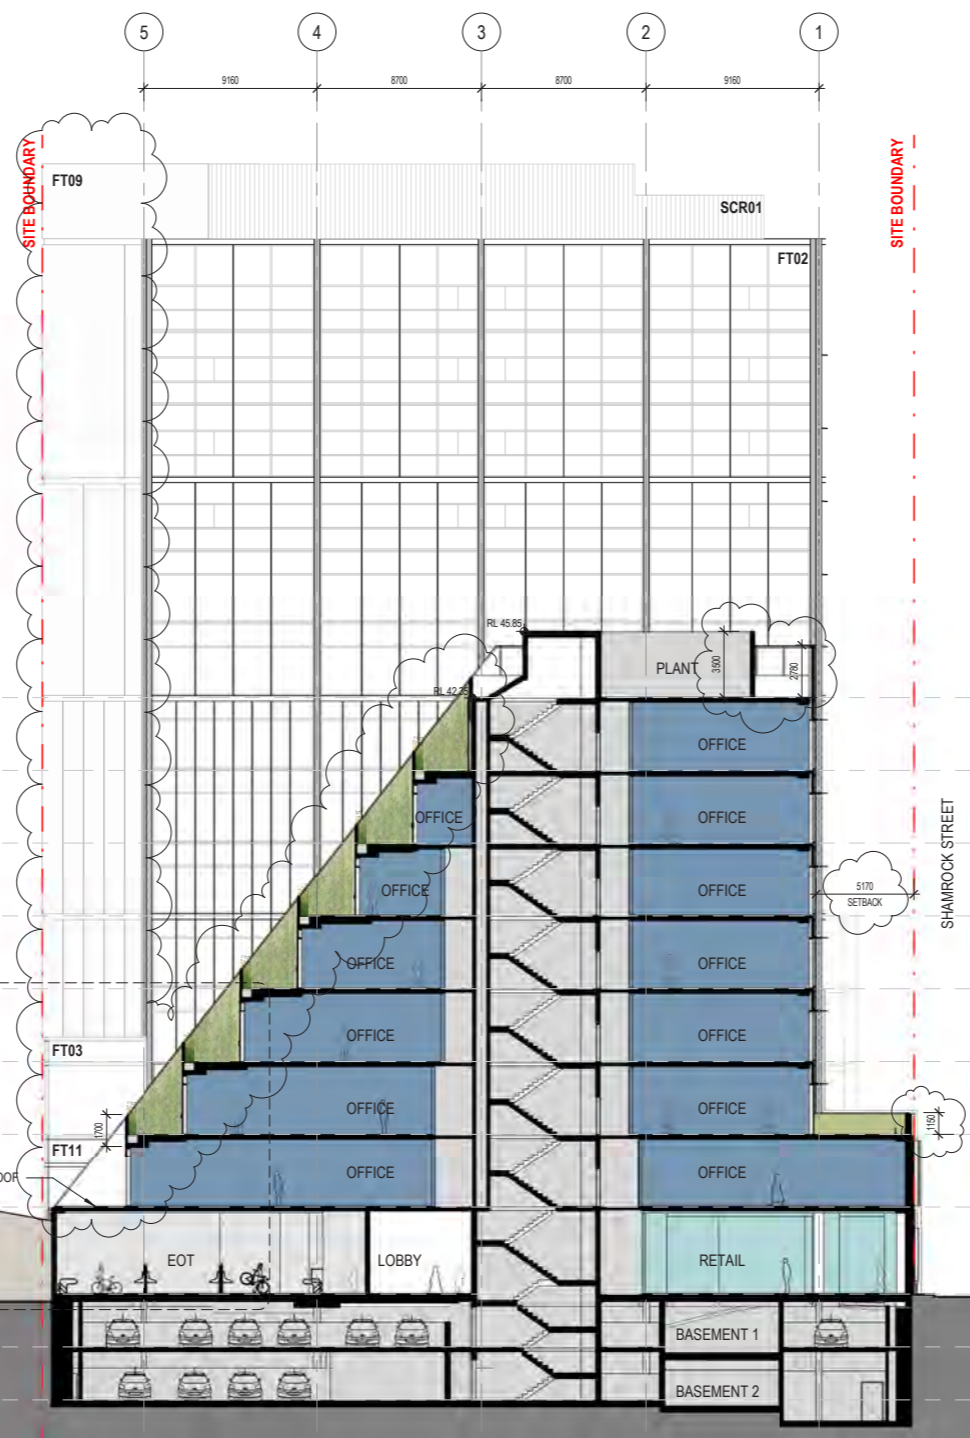 5 4 3 2 1
9160 8700 8700 9160
SITE BOUNDARY
SITE BOUNDARY
FT09
SCR01
FT02
RL 45.85
PLANT
3500
2780
RL 42.35
OFFICE
OFFICE OFFICE
OFFICE OFFICE
5170
SETBACK
SHAMROCK STREET
OFFICE OFFICE
OFFICE OFFICE
FT03
OFFICE OFFICE
1700
1150
FT11
OFFICE OFFICE
OOF
EOT LOBBY RETAIL
BASEMENT 1
BASEMENT 2